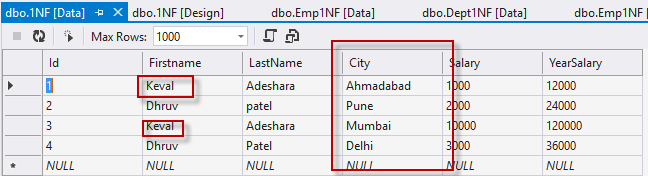 dbo.1NF [Data] dbo.1NF [Design] dbo.Emp1NF [Data] dbo.Dept1NF [Data] dbo.Emp1NF [
Max Rows: 1000
Id Firstname LastName City Salary YearSalary
1 Keval Adeshara Ahmadabad 1000 12000
2 Dhruv patel Pune 2000 24000
3 Keval Adeshara Mumbai 10000 120000
4 Dhruv Patel Delhi 3000 36000
NULL NULL NULL NULL NULL NULL